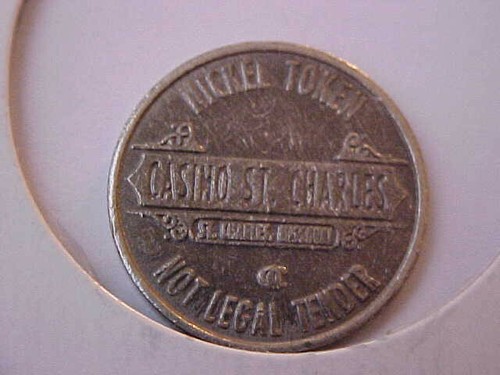 NICKEL TOKEN
CASINO ST. CHARLES
ST. CHARLES, MISSOURI
NOT LEGAL TENDER